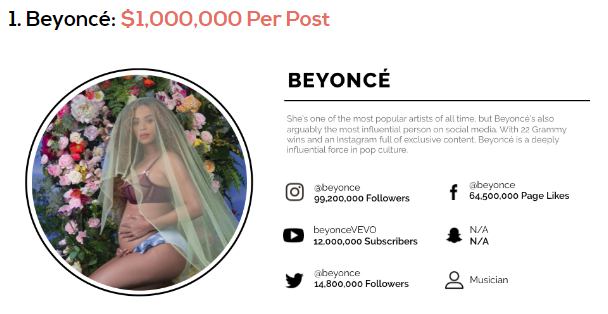 1. Beyoncé: $1,000,000 Per Post
BEYONCÉ
She's one of the most popular artists of all time, but Beyoncé's also
arguably the most influential person on social media. With 22 Grammy
wins and an Instagram full of exclusive content, Beyoncé is a deeply
influential force in pop culture.
@beyonce
99,200,000 Followers
@beyonce
64,500,000 Page Likes
beyonceVEVO
12,000,000 Subscribers
N/A
N/A
@beyonce
14,800,000 Followers
Musician